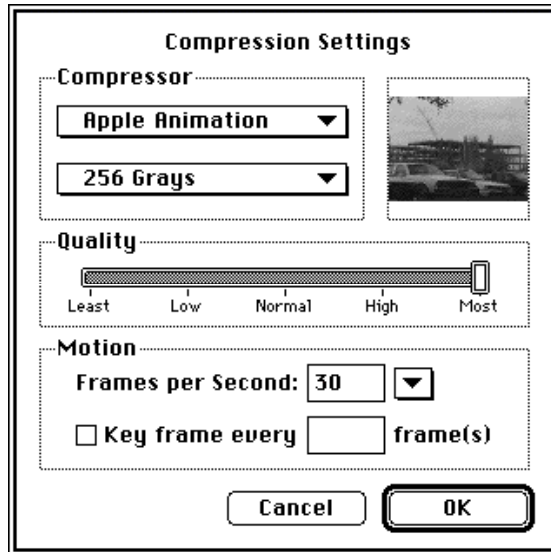 Compression Settings
Compressor
Apple Animation
256 Grays
Quality
Least Low Normal High Most
Motion
Frames per Second: 30
Key frame every frame(s)
Cancel OK